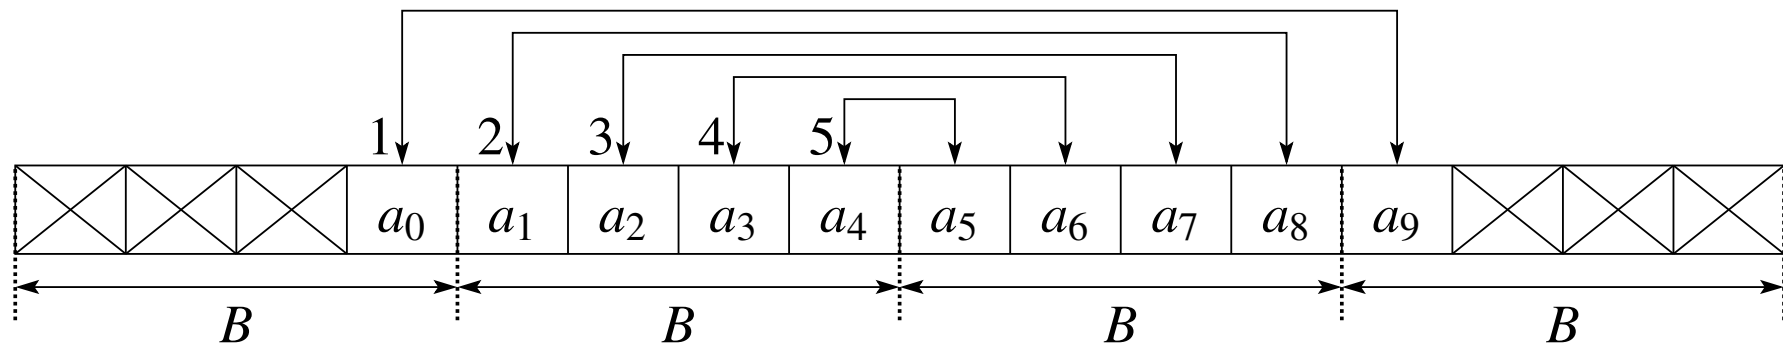 1 2 3 4 5
a₀ a₁ a₂ a₃ a₄ a₅ a₆ a₇ a₈ a₉
B B B B